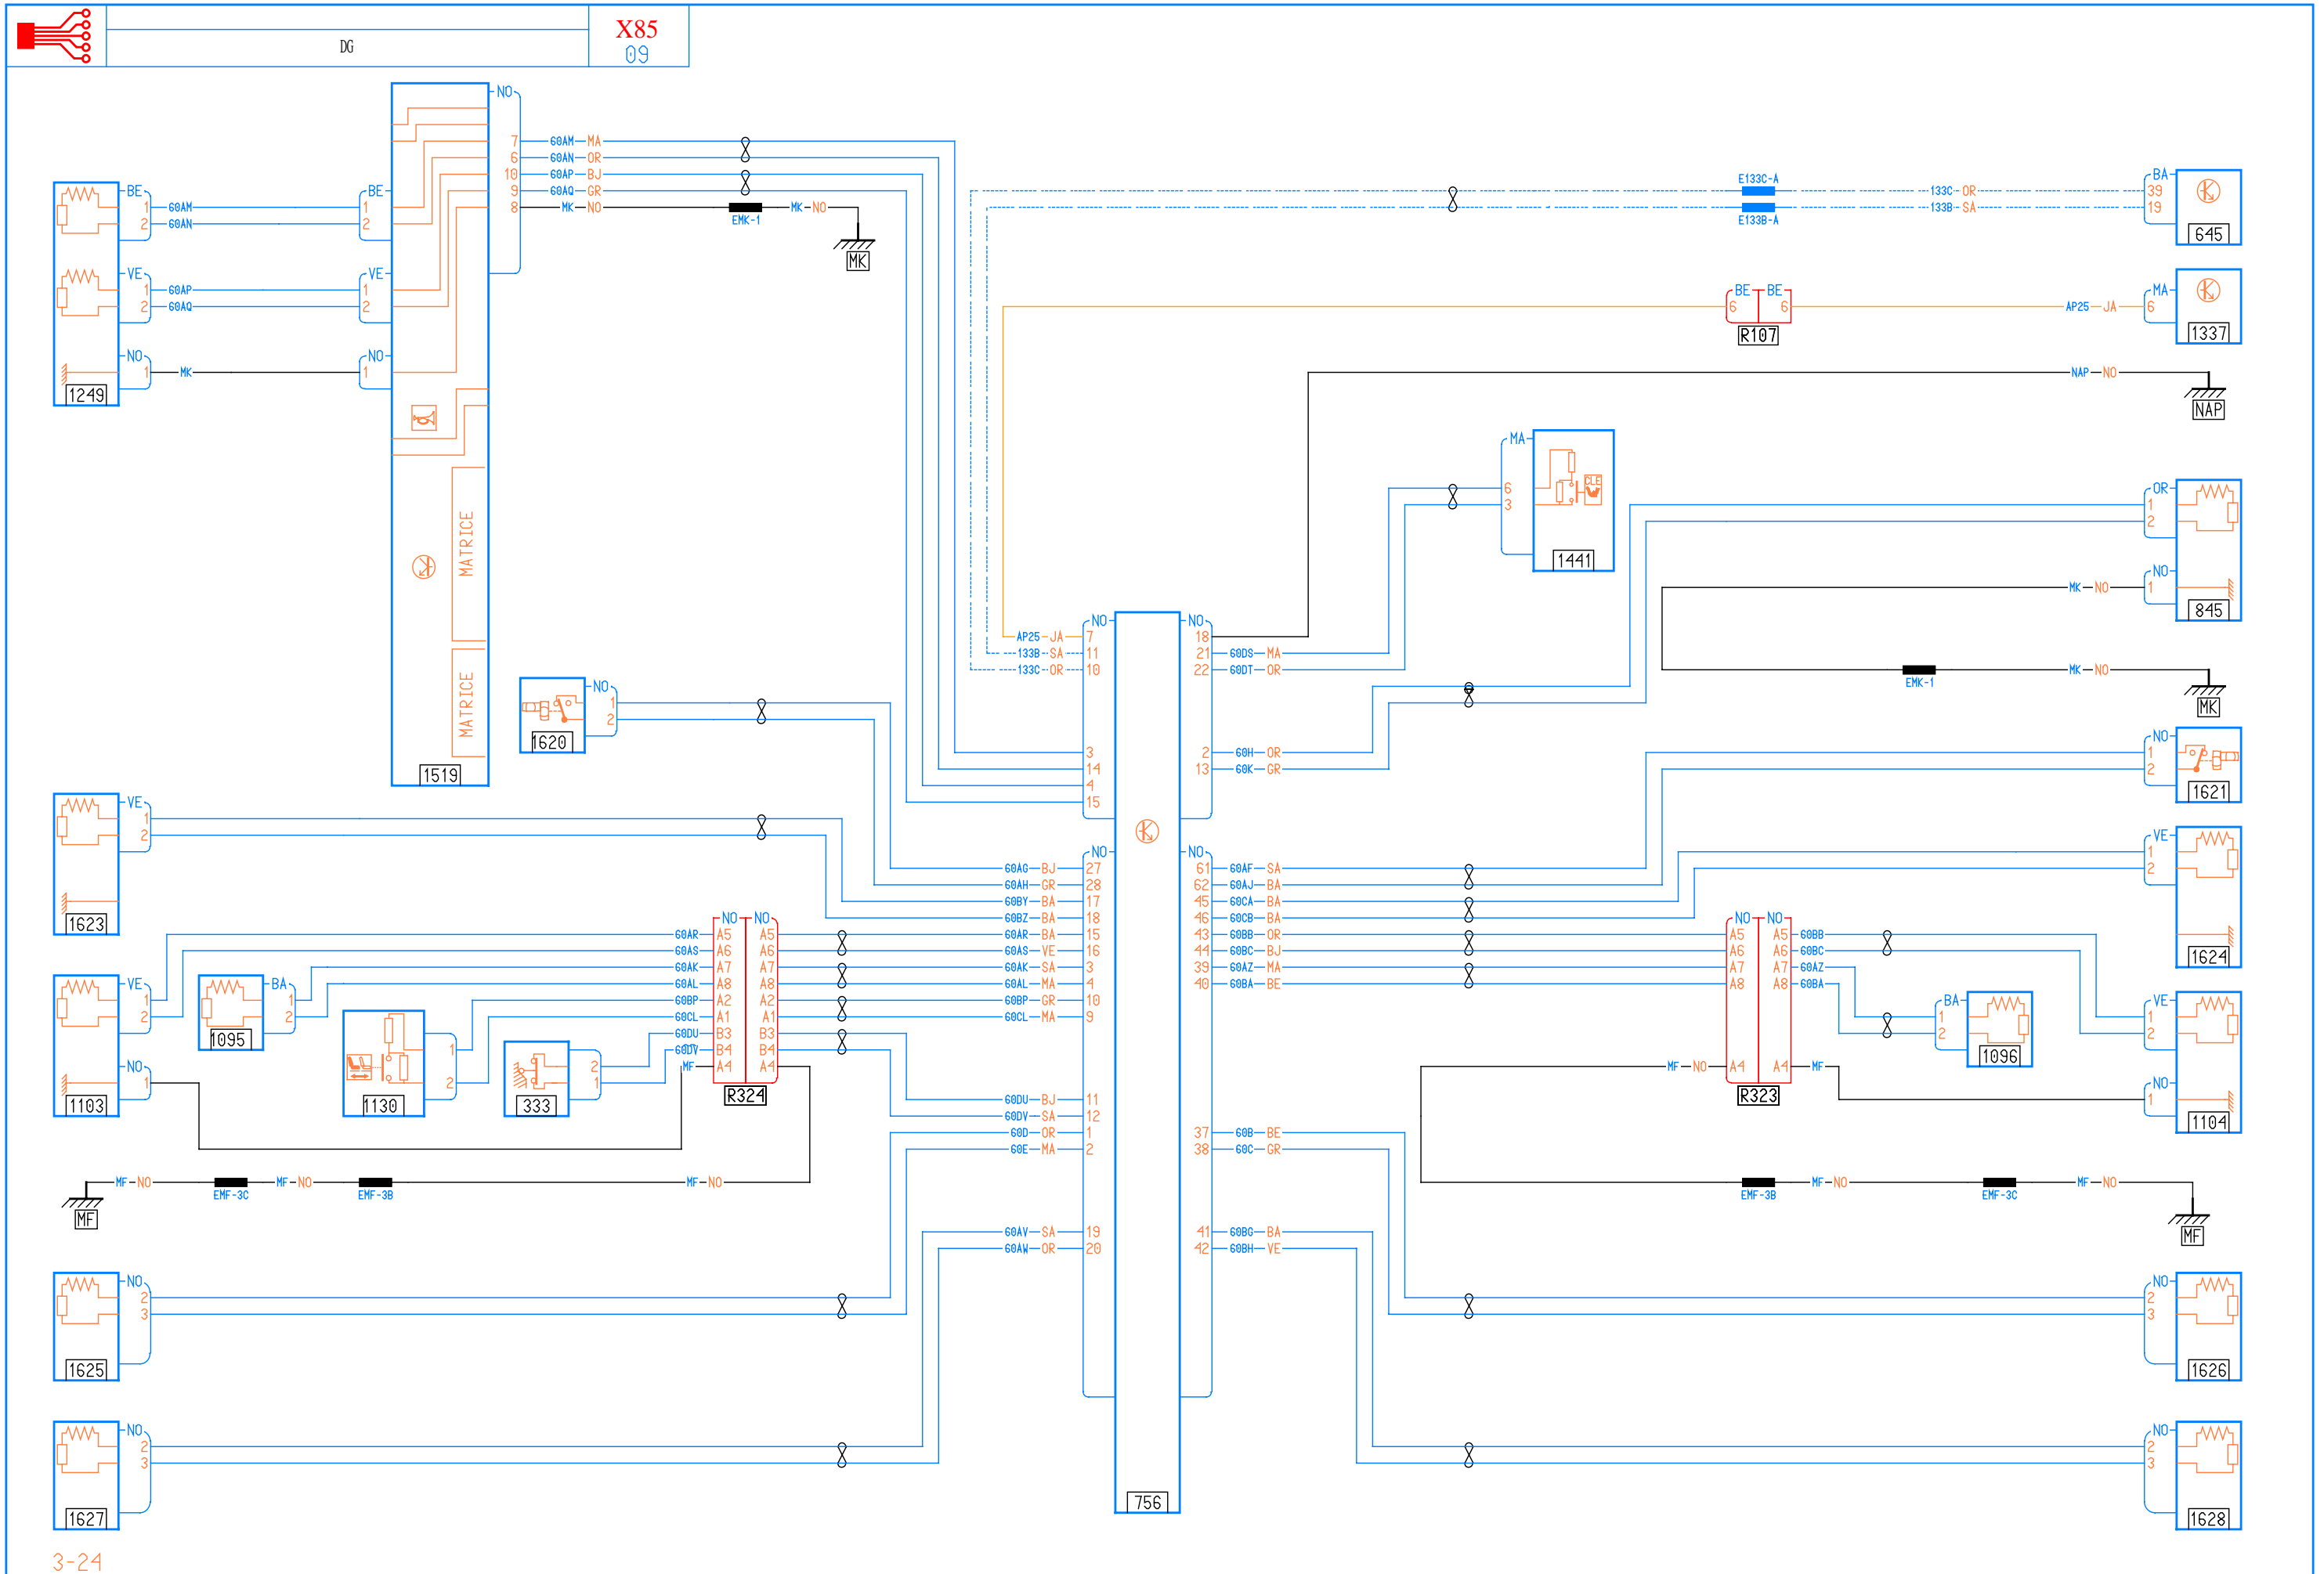 DG
X85
09
NO
7 60AM MA
6 60AN OR
10 60AP BJ
9 60AQ GR
8 MK NO EMK-1 MK NO
MK
BE
1 60AM
2 60AN
VE
1 60AP
2 60AQ
NO
1 MK
1249
BE
1
2
VE
1
2
NO
1
MATRICE
MATRICE
1519
E133C-A
133C OR
E133B-A
133B SA
BA
39
19
645
BE BE
6 6
R107
AP25 JA
MA
6
1337
NAP NO
NAP
MA
6
3
CLE
1441
OR
1
2
NO
MK NO 1
845
EMK-1
MK NO
MK
NO
AP25 JA 7
133B SA 11
133C OR 10
3
14
4
15
NO
18
21 60DS MA
22 60DT OR
2 60H OR
13 60K GR
NO
1
2
1620
NO
1
2
1621
VE
1
2
1623
VE
1
2
1624
NO
60AG BJ 27
60AH GR 28
60BY BA 17
60BZ BA 18
60AR BA 15
60AS VE 16
60AK SA 3
60AL MA 4
60BP GR 10
60CL MA 9
60DU BJ 11
60DV SA 12
60D OR 1
60E MA 2
60AV SA 19
60AW OR 20
NO
61 60AF SA
62 60AJ BA
45 60CA BA
46 60CB BA
43 60BB OR
44 60BC BJ
39 60AZ MA
40 60BA BE
37 60B BE
38 60C GR
41 60BG BA
42 60BH VE
756
NO NO
60AR A5 A5
60AS A6 A6
60AK A7 A7
60AL A8 A8
60BP A2 A2
60CL A1 A1
60DU B3 B3
60DV B4 B4
MF A4 A4
R324
NO NO
A5 A5 60BB
A6 A6 60BC
A7 A7 60AZ
A8 A8 60BA
MF NO A4 A4 MF
R323
VE
1
2
NO
1
1103
BA
1
2
1095
1
2
1130
2
1
333
BA
1
2
1096
VE
1
2
NO
1
1104
MF NO EMF-3C MF NO EMF-3B MF NO
MF
EMF-3B MF NO EMF-3C MF NO
MF
NO
2
3
1625
NO
2
3
1626
NO
2
3
1627
NO
2
3
1628
3-24